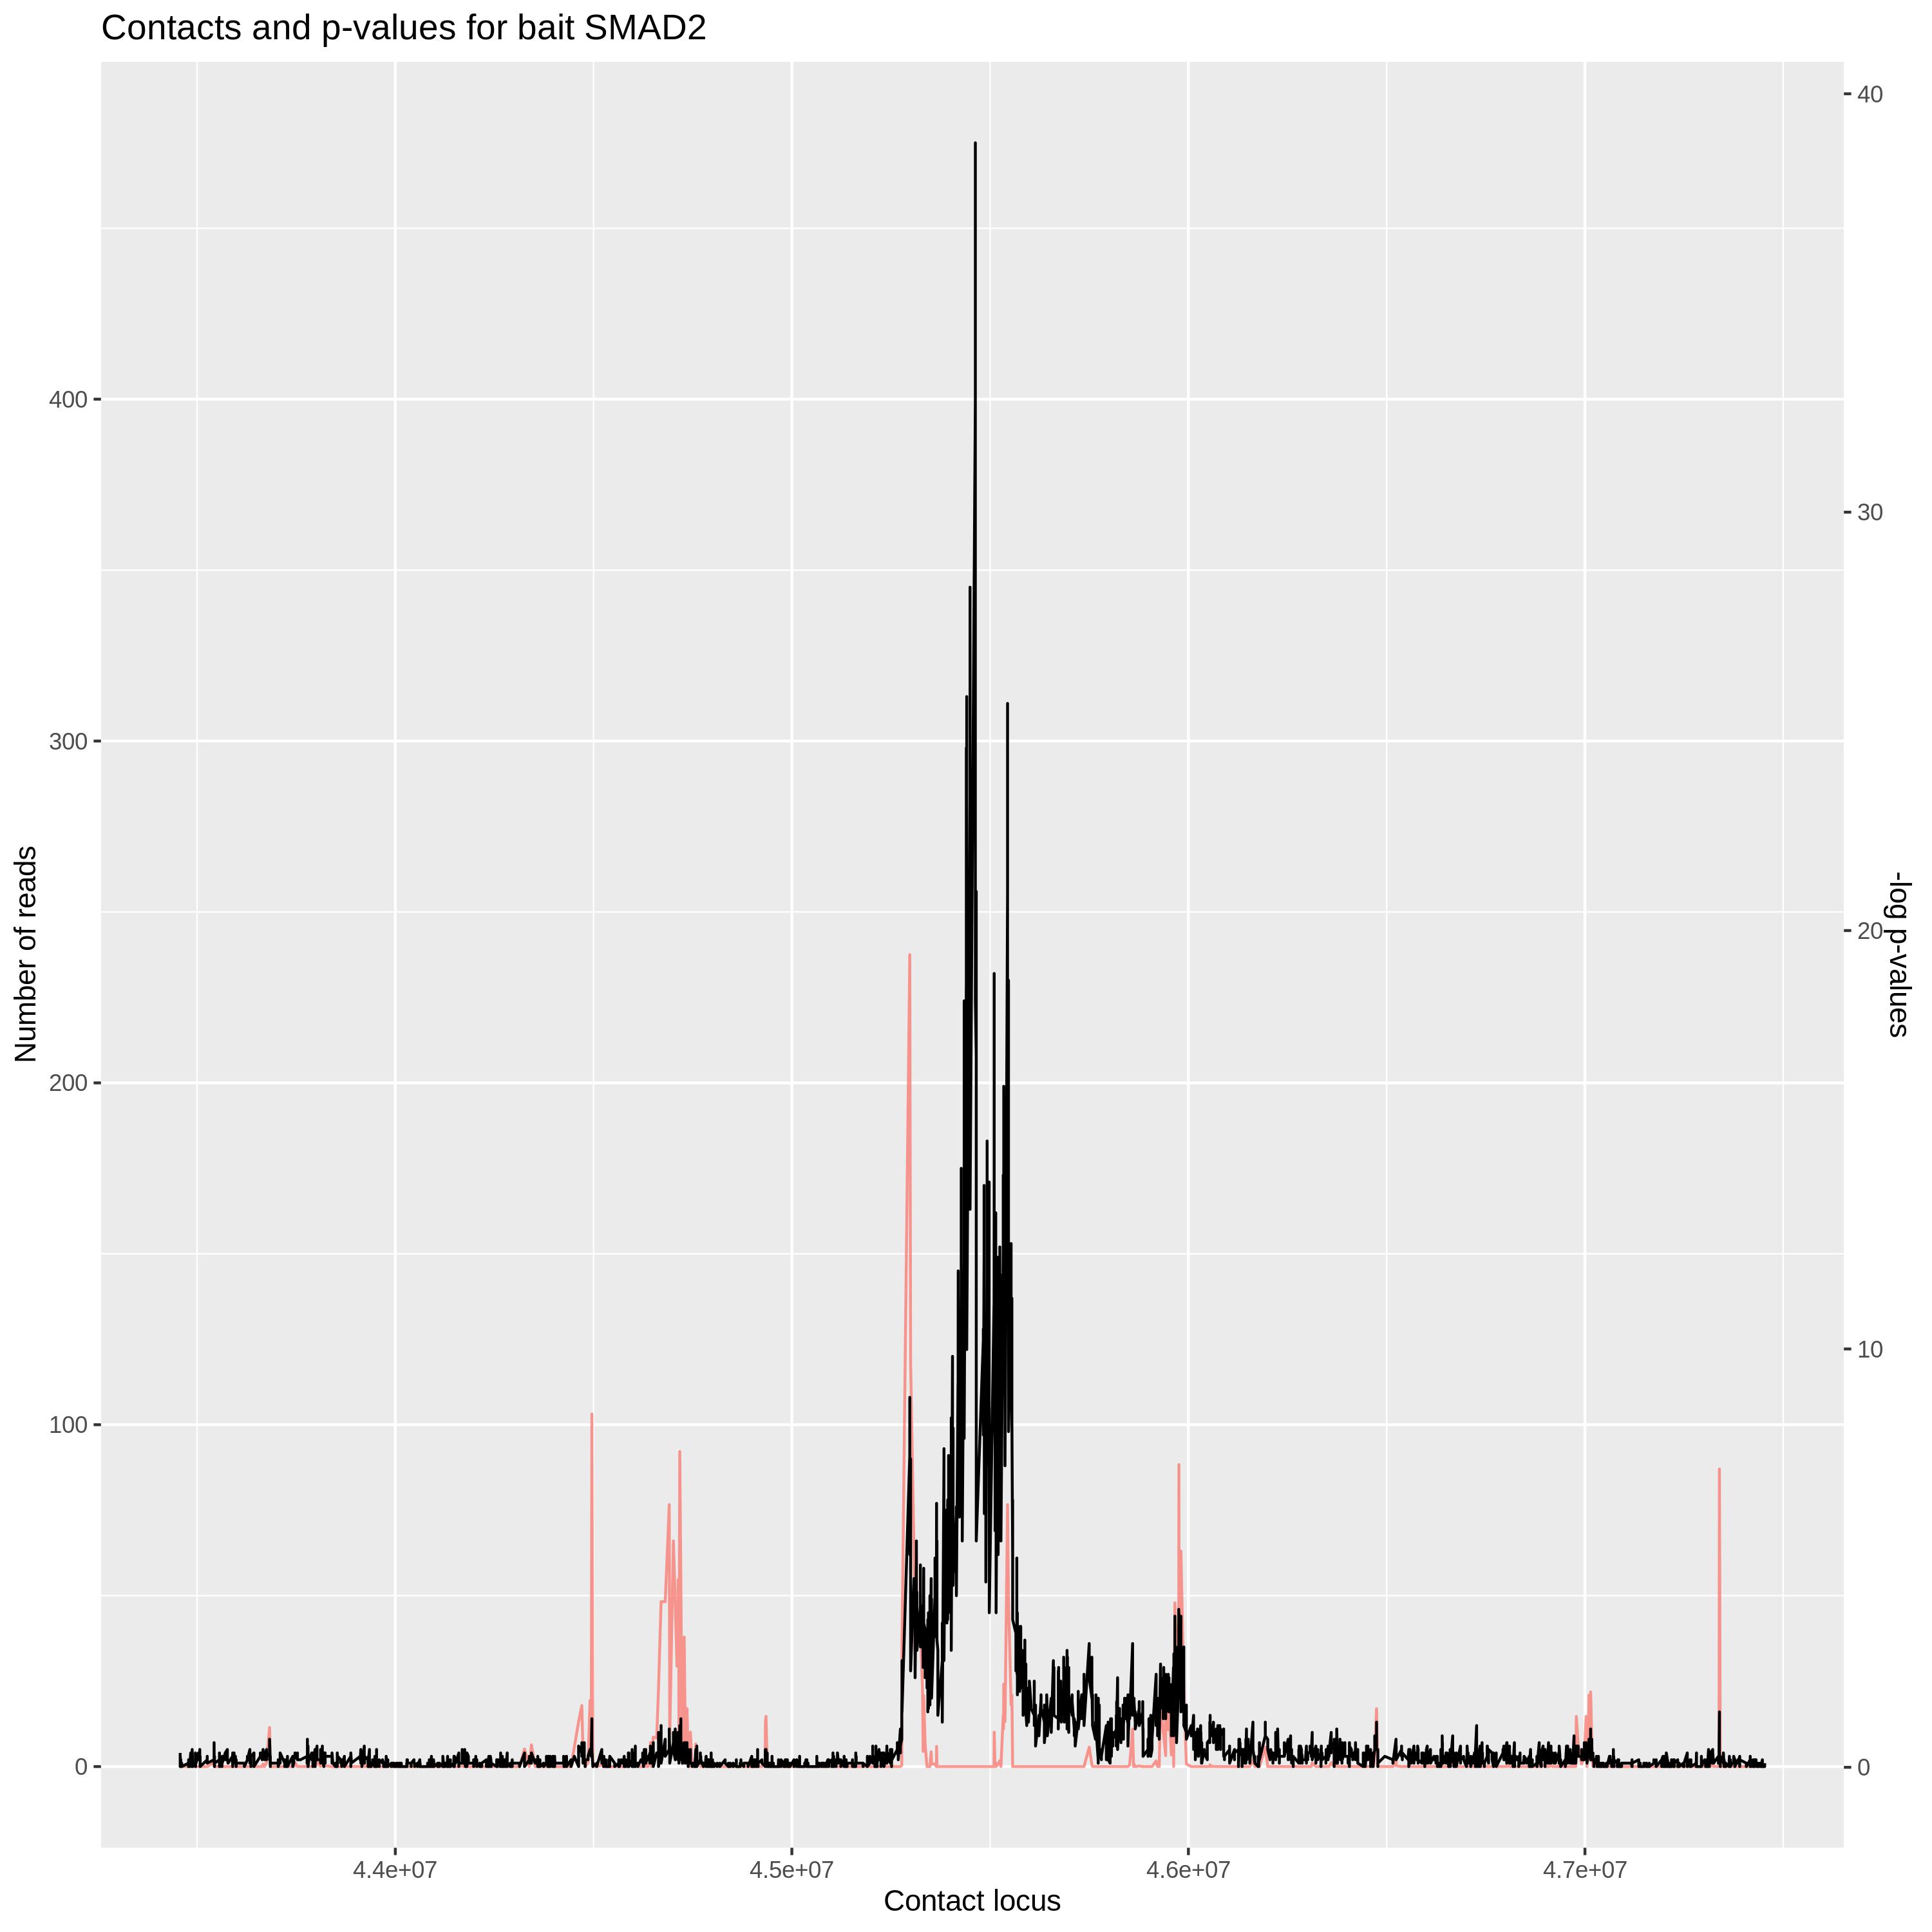 Contacts and p-values for bait SMAD2
Number of reads
400
300
200
100
0
40
30
20
10
0
-log p-values
4.4e+07
4.5e+07
4.6e+07
4.7e+07
Contact locus